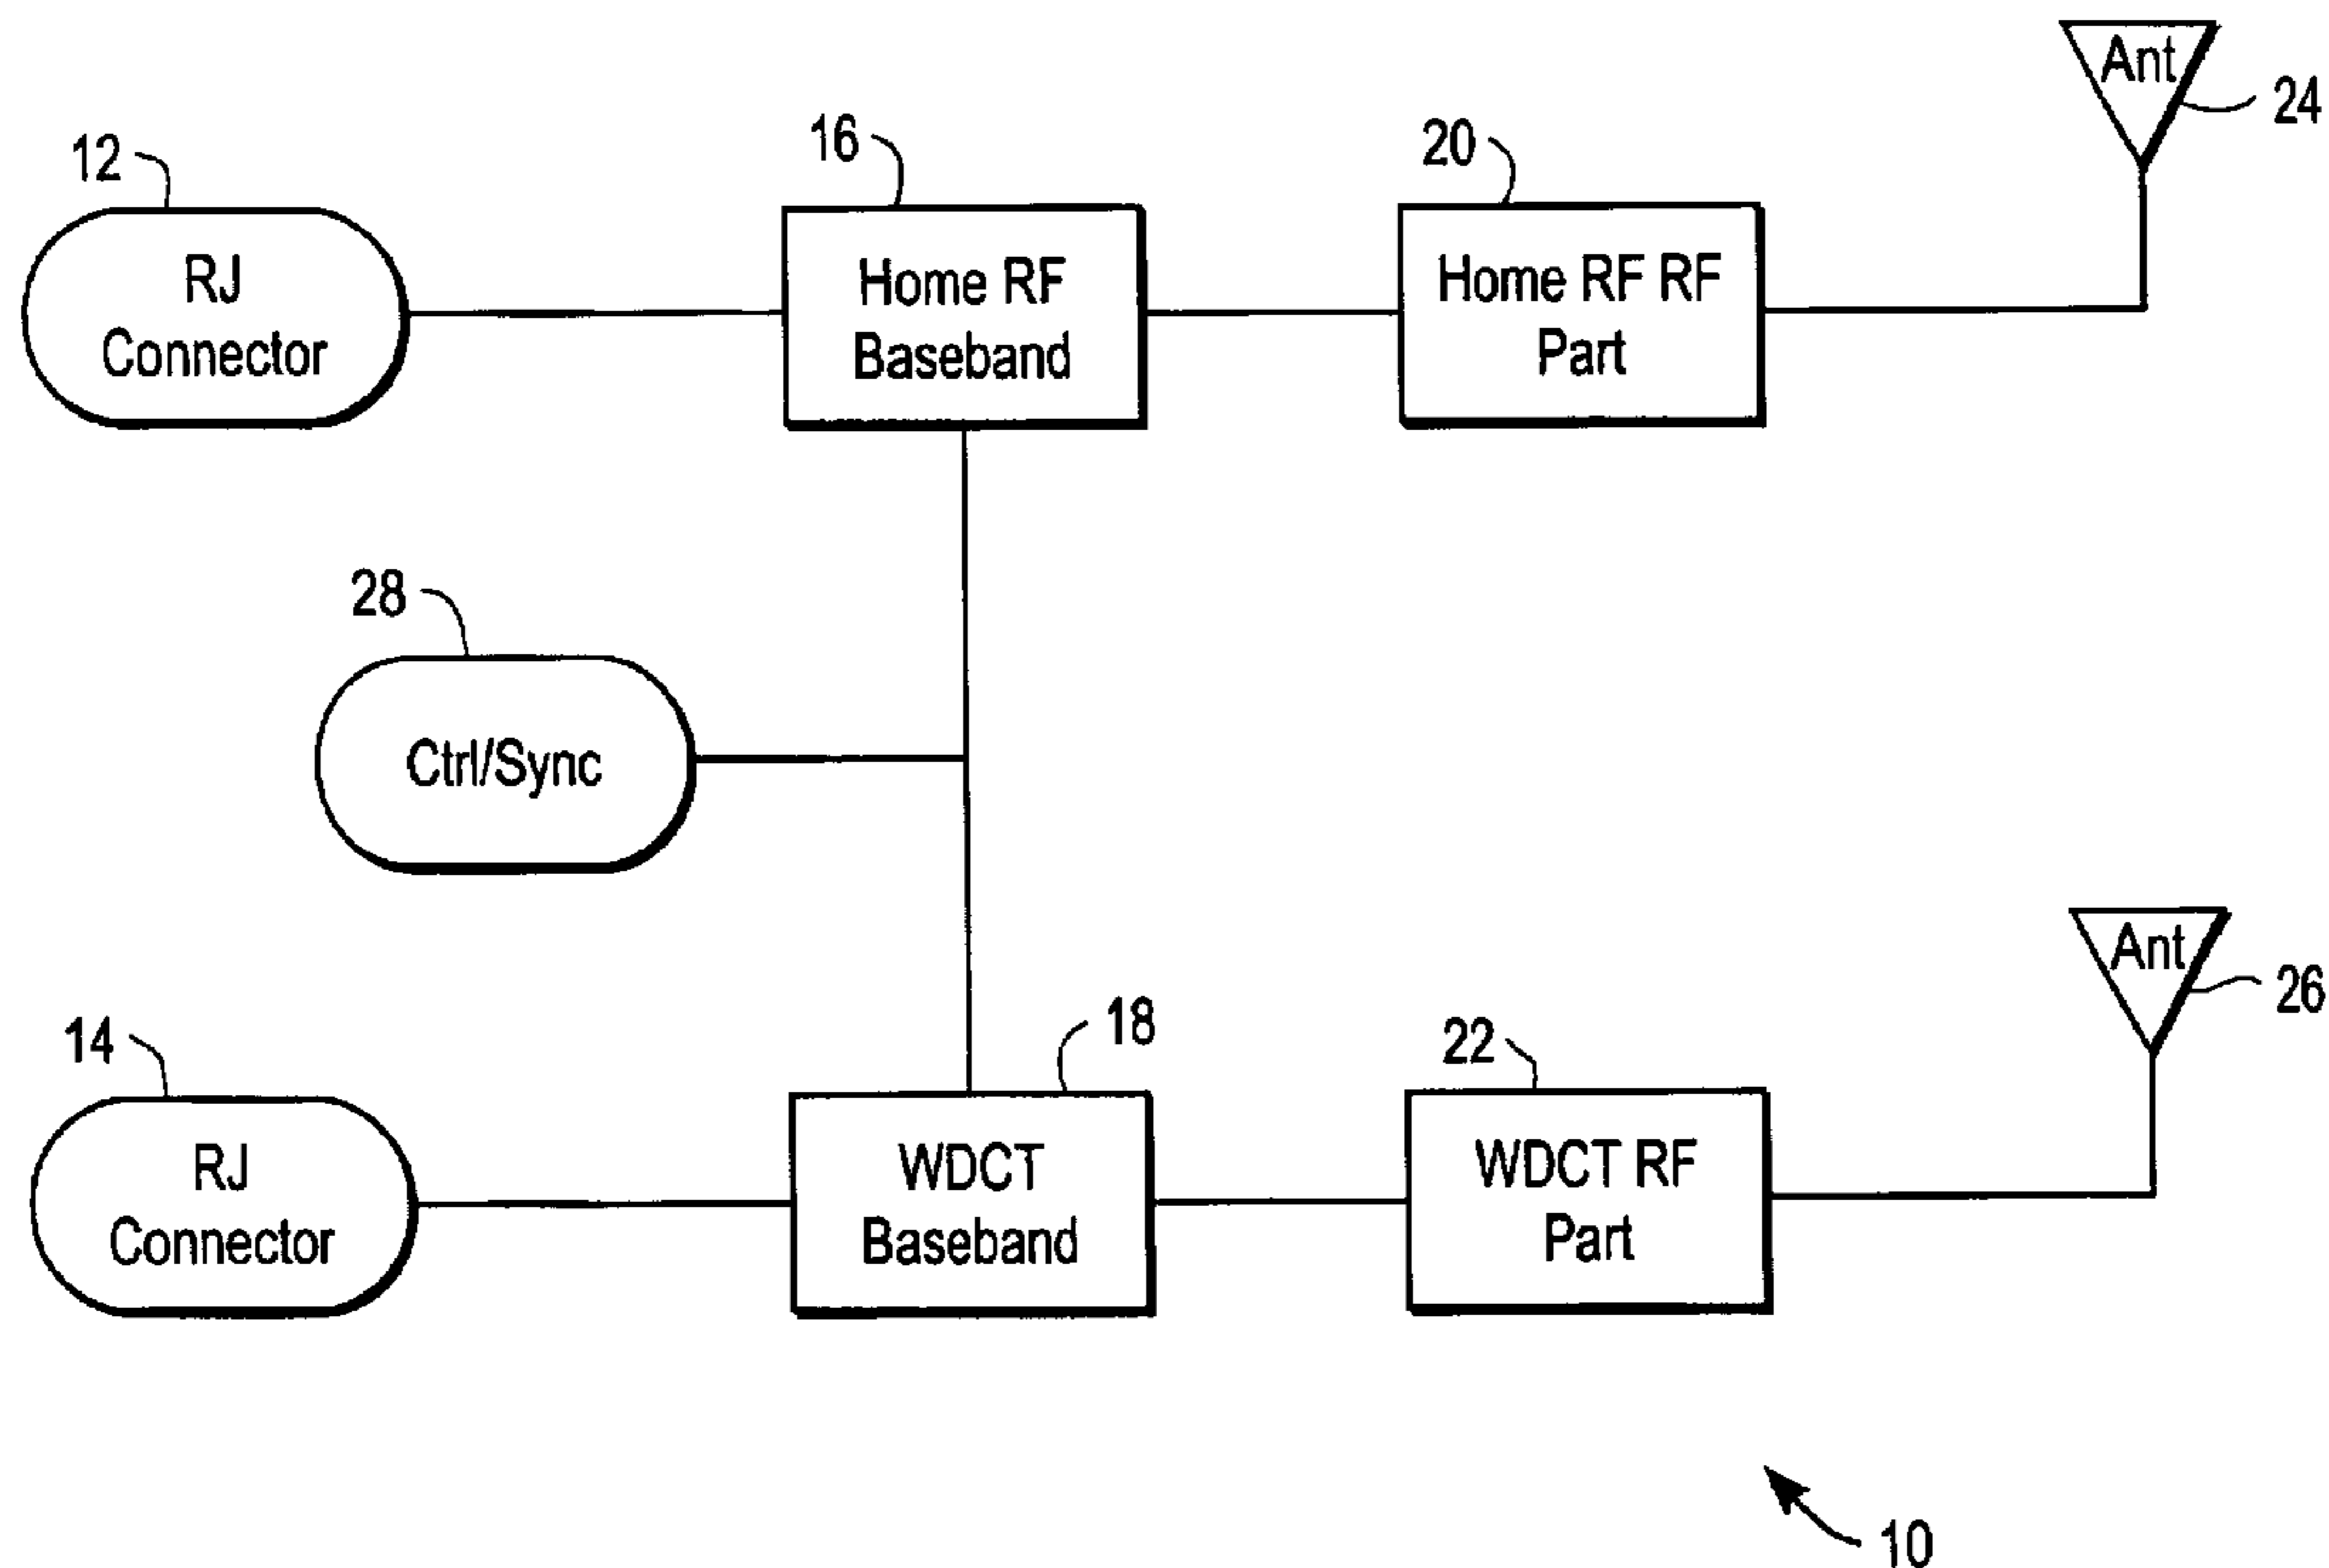 Ant
24
12
16
20
RJ
Connector
Home RF
Baseband
Home RF RF
Part
28
Ctrl/Sync
Ant
26
14
18
22
RJ
Connector
WDCT
Baseband
WDCT RF
Part
10